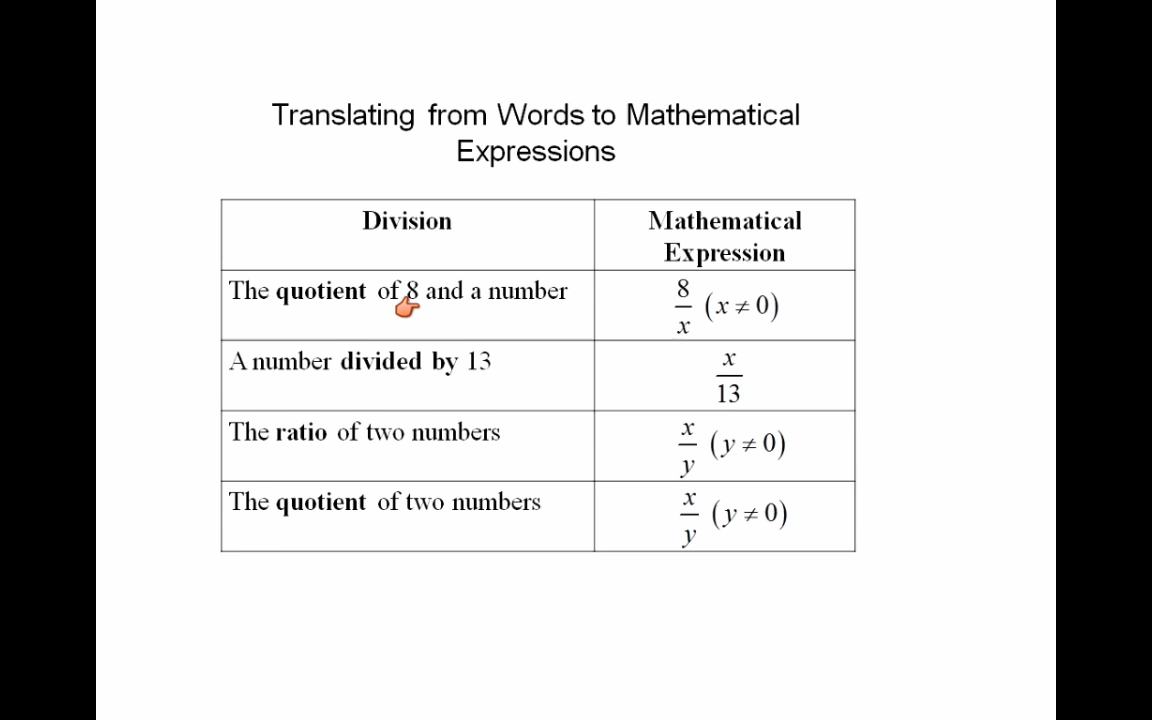 Translating from Words to Mathematical
Expressions
Division
Mathematical
Expression
The quotient of 8 and a number
8/x (x ≠ 0)
A number divided by 13
x/13
The ratio of two numbers
x/y (y ≠ 0)
The quotient of two numbers
x/y (y ≠ 0)